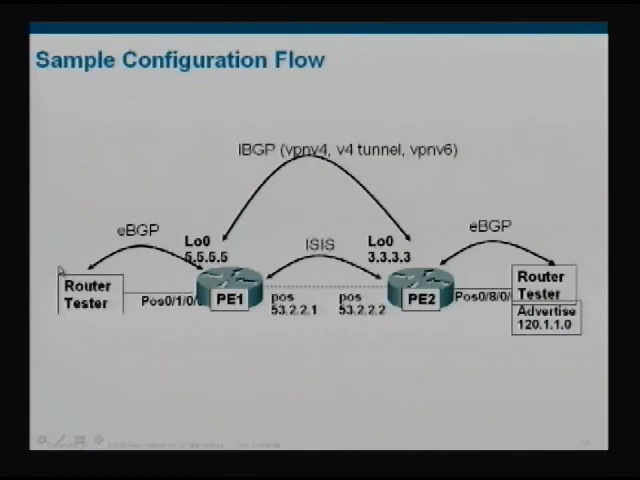 Sample Configuration Flow
iBGP (vpnv4, v4 tunnel, vpnv6)
eBGP
eBGP
Lo0
5.5.5.5
ISIS
Lo0
3.3.3.3
Router
Tester
Pos0/1/0/
PE1
pos
53.2.2.1
pos
53.2.2.2
PE2
Pos0/8/0/
Router
Tester
Advertise
120.1.1.0